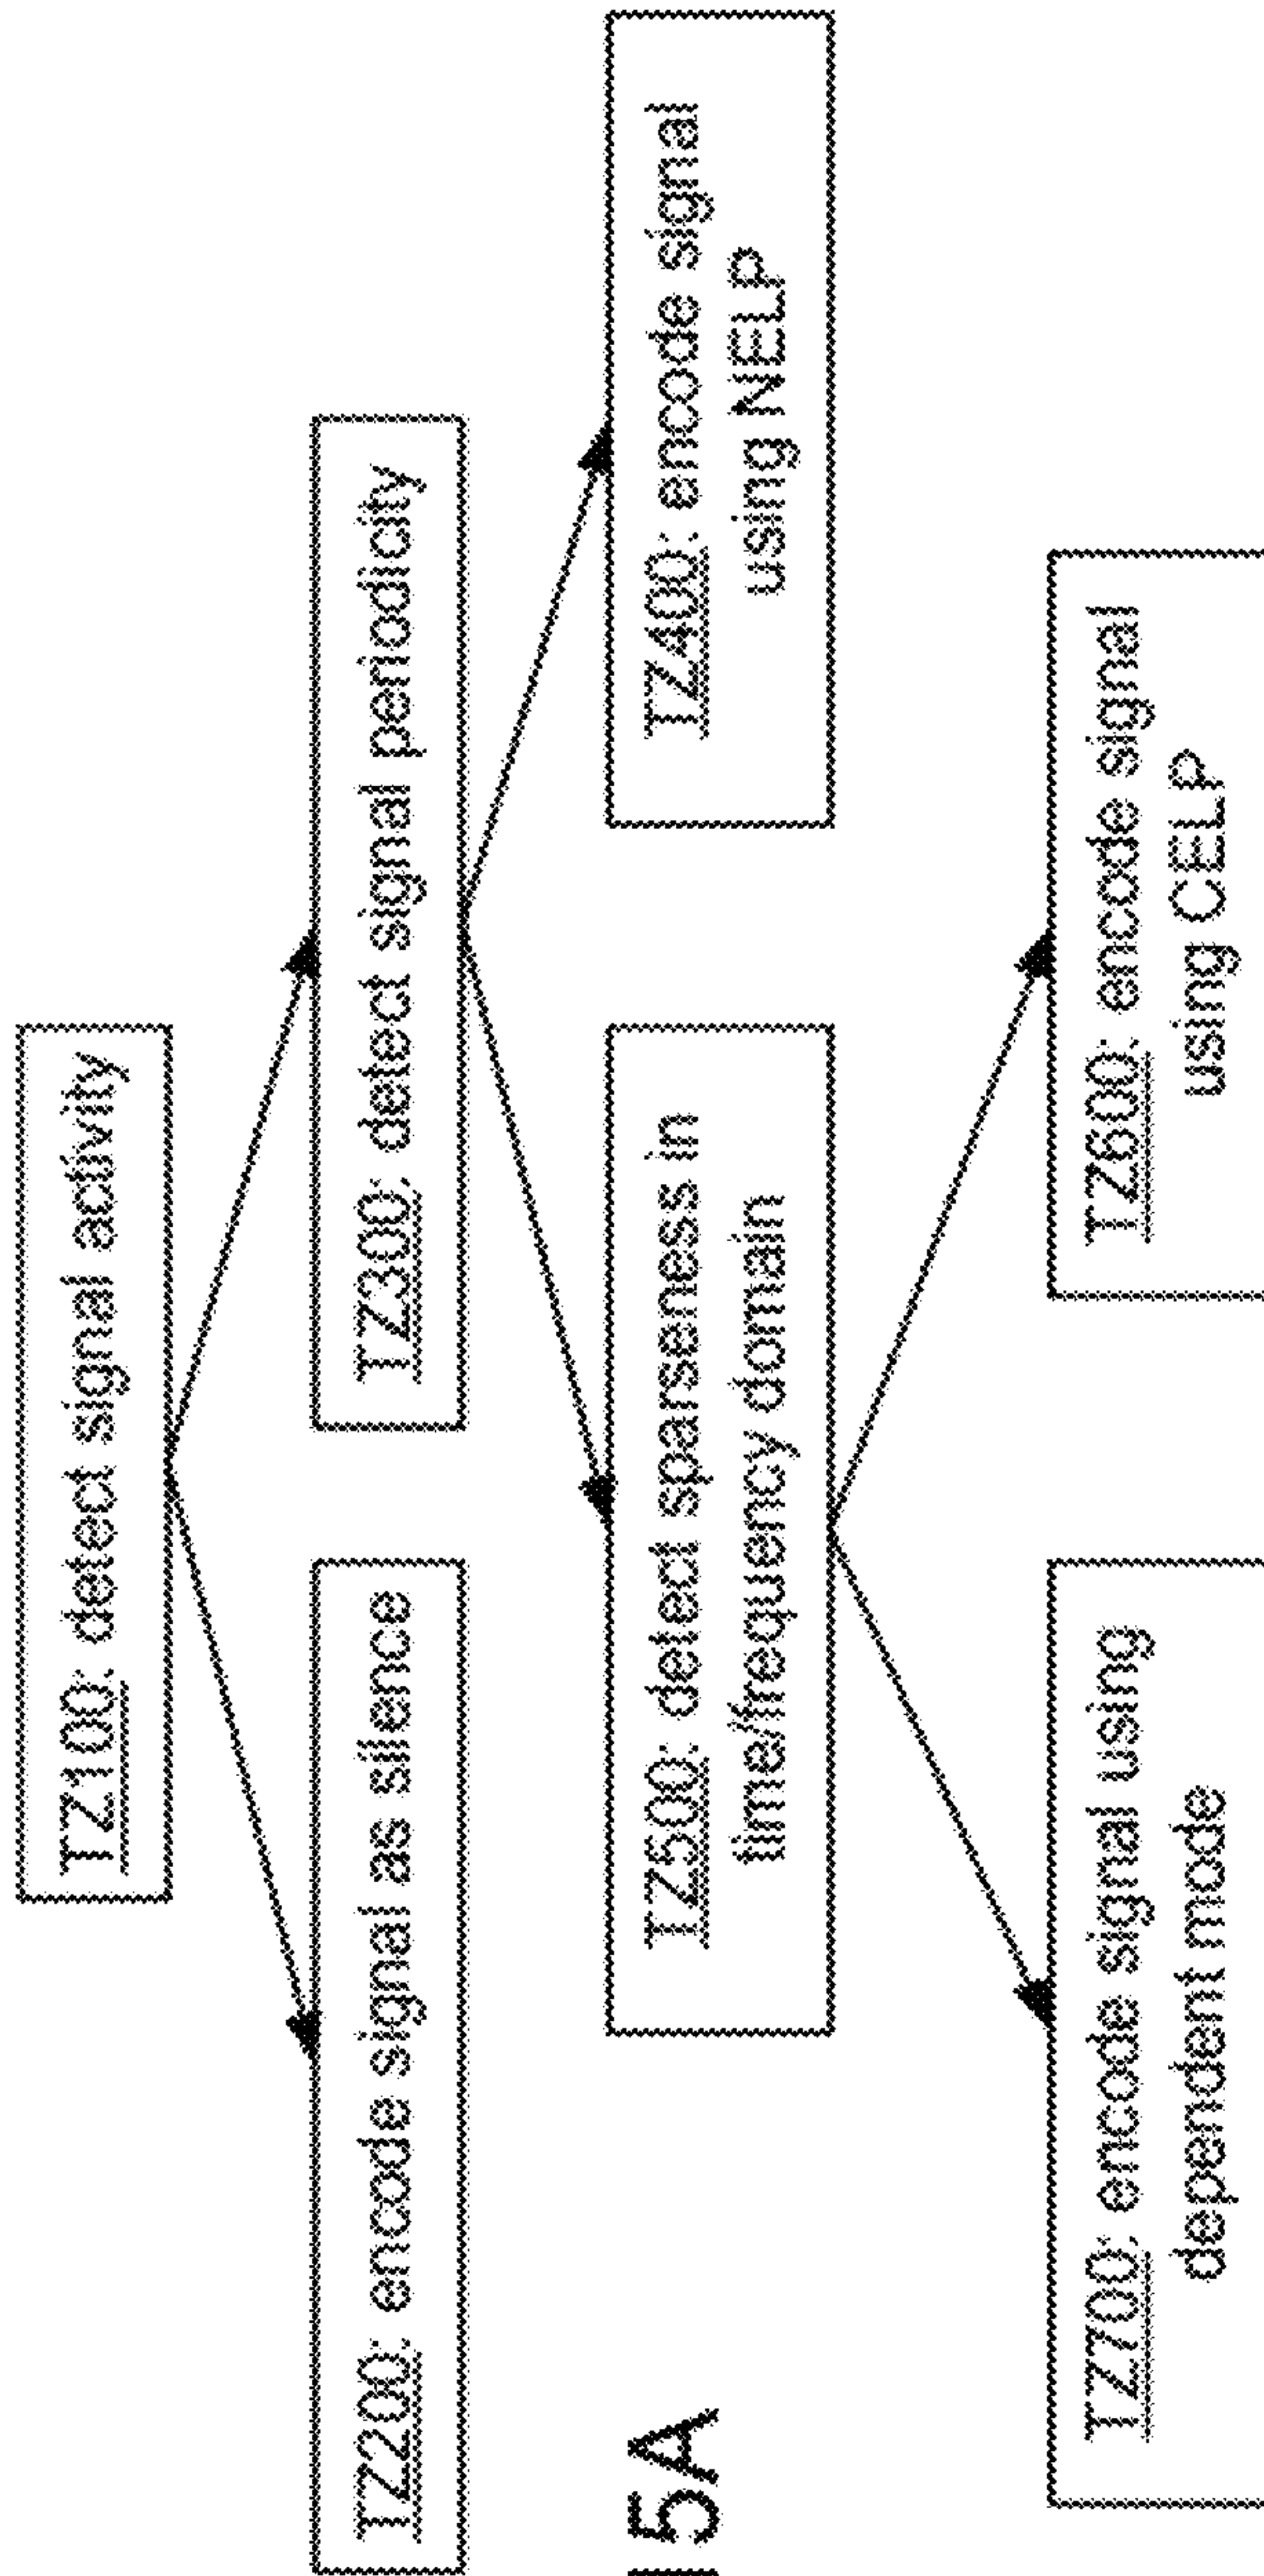 TZ100: detect signal activity
TZ200: encode signal as silence
TZ300: detect signal periodicity
TZ500: detect sparseness in
time/frequency domain
TZ400: encode signal
using NELP
TZ700: encode signal using
dependent mode
TZ600: encode signal
using CELP
5A